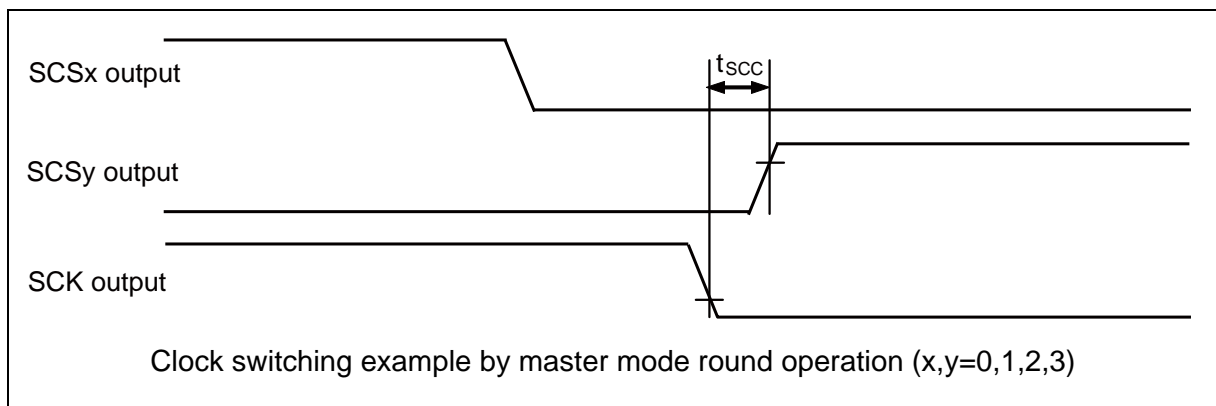 SCSx output
tSCC
SCSy output
SCK output
Clock switching example by master mode round operation (x,y=0,1,2,3)